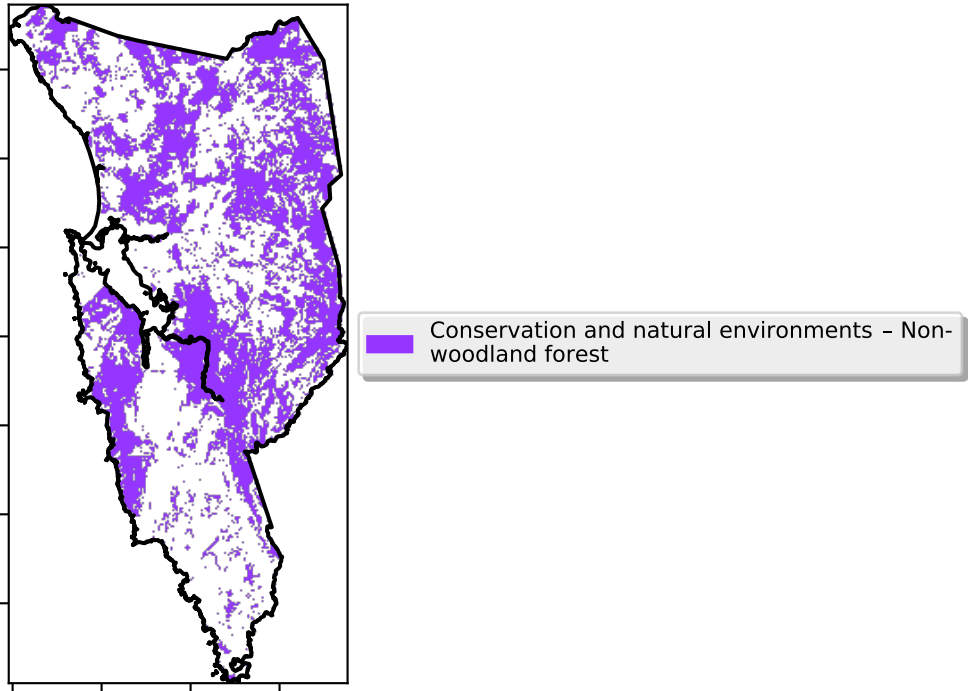 Conservation and natural environments – Non-
woodland forest